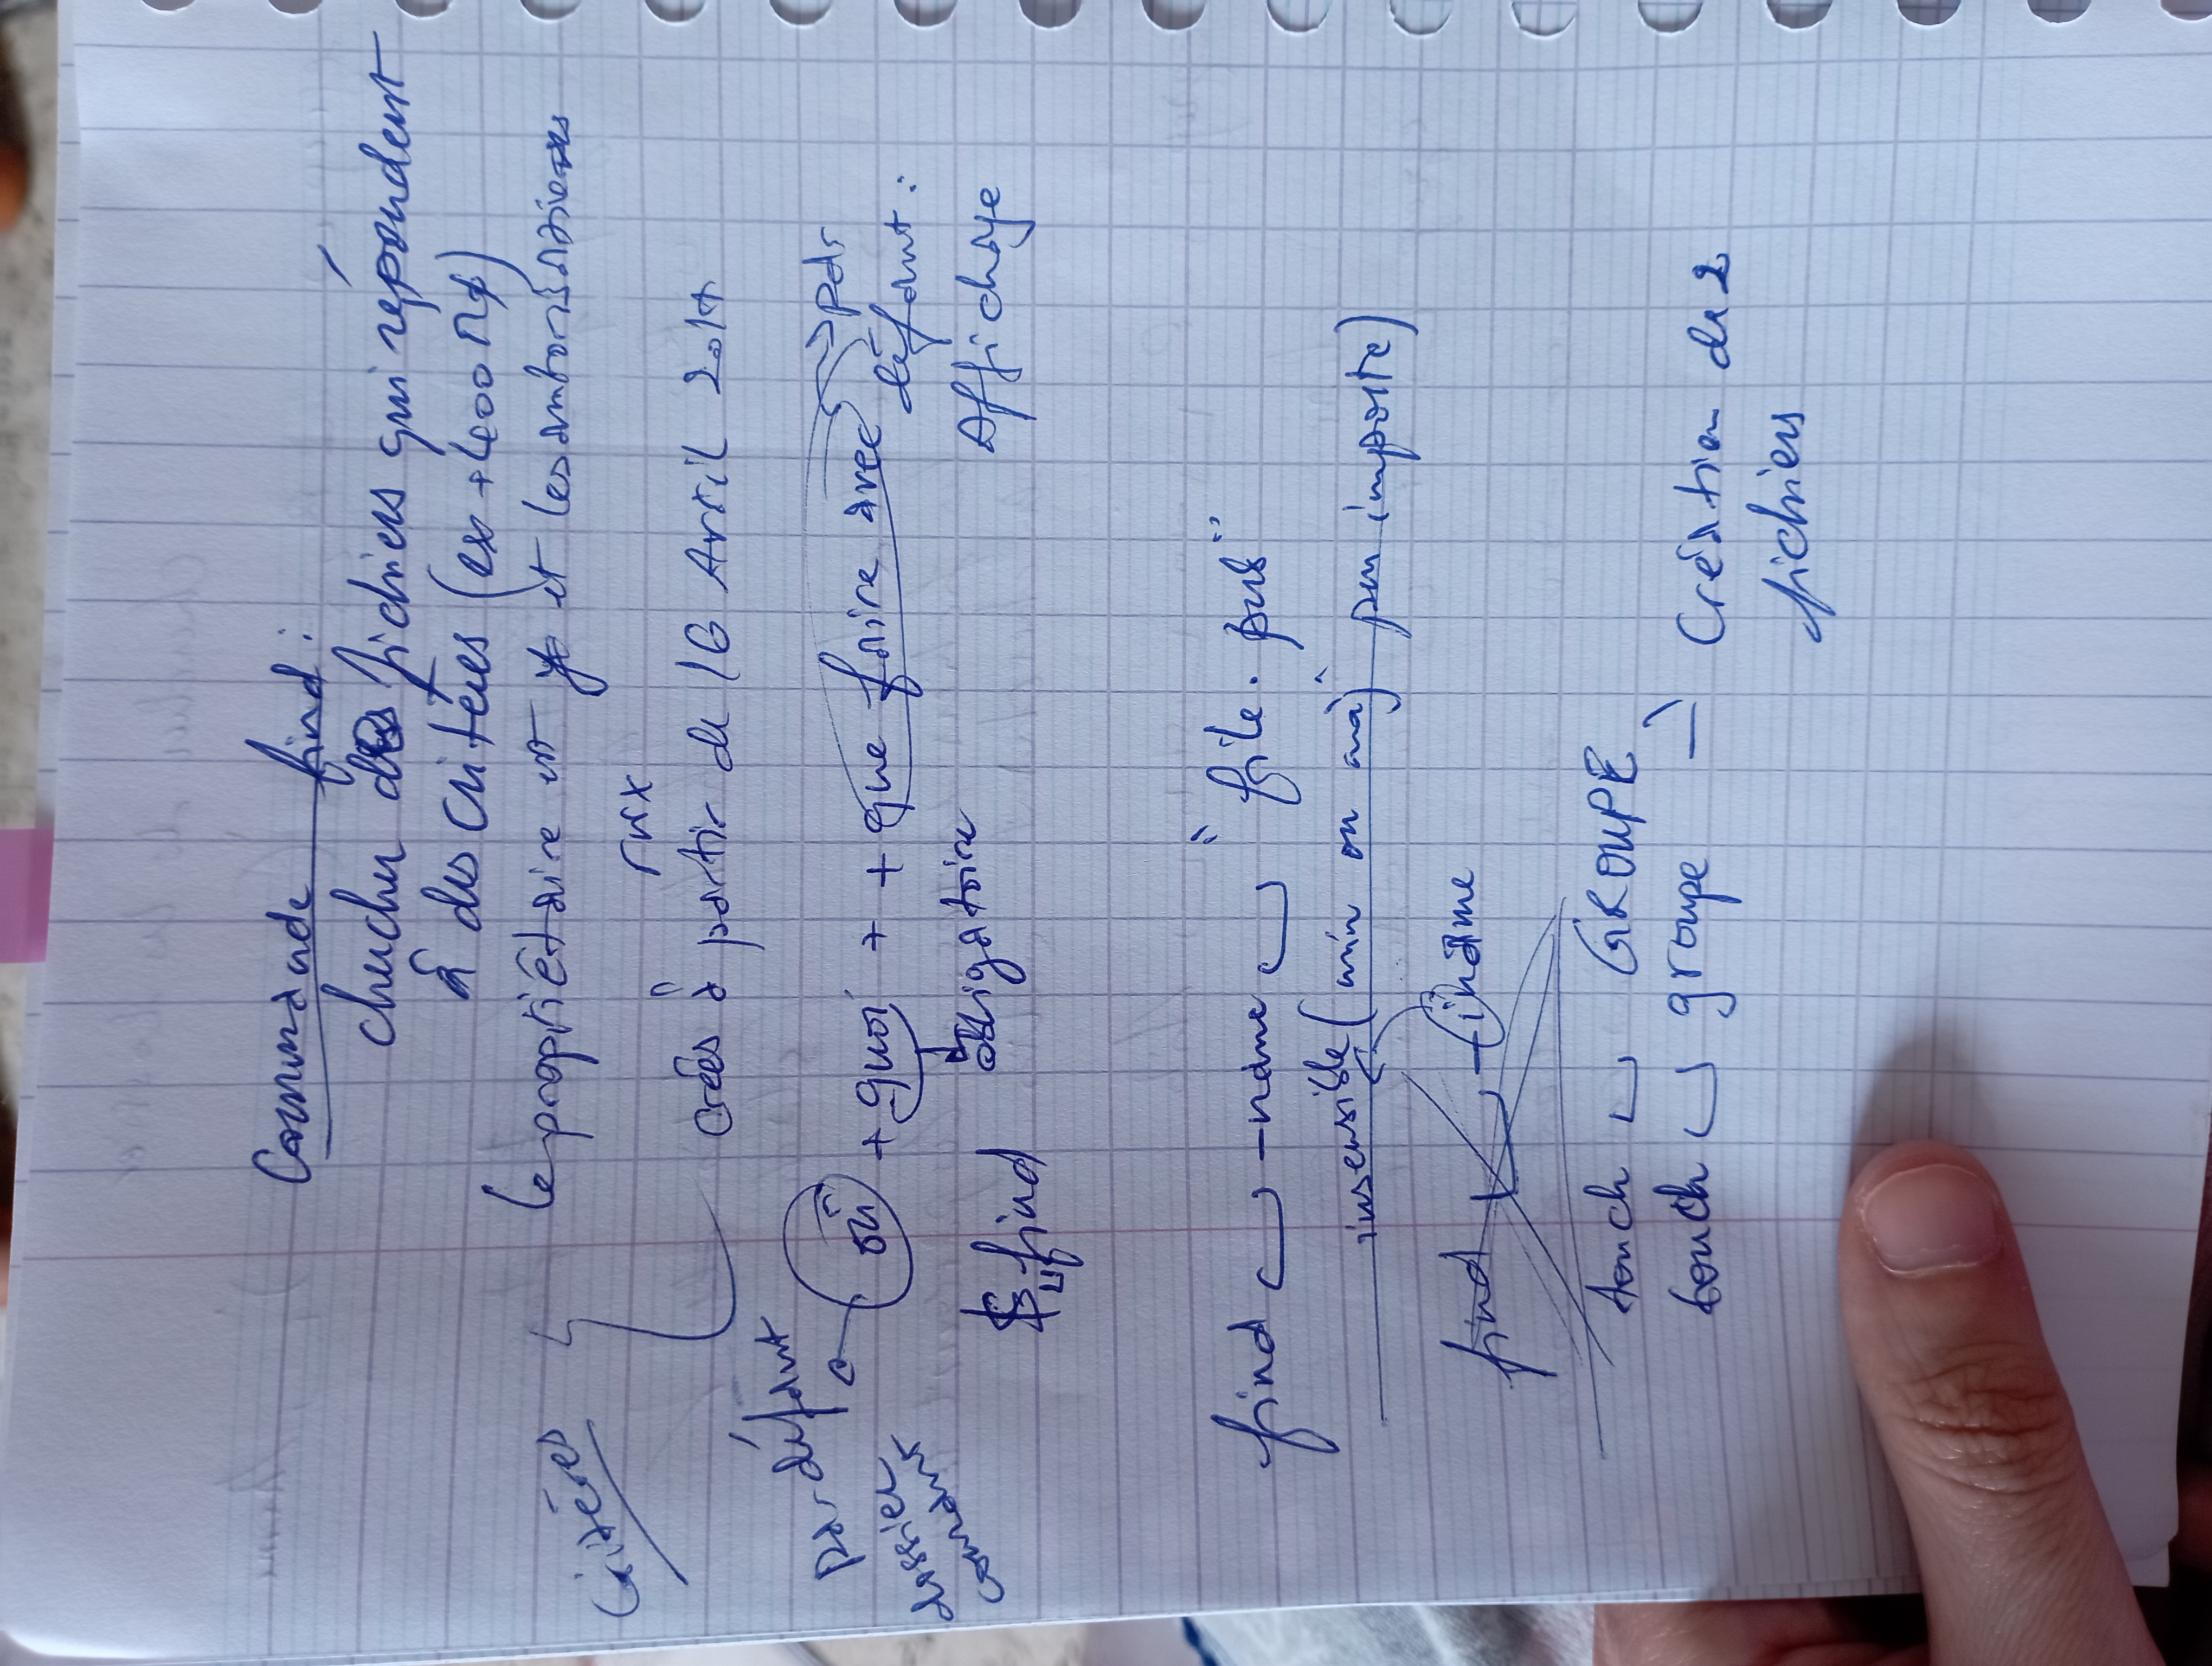 Commande find :
chercher des fichiers qui répondent
à des critères (ex +400 Mo)
Critères
le propriétaire est et les autorisations
rwx
créés à partir de 16 Avril 2017
Par défaut
dossier
courant
où + quoi + + que faire avec
par
défaut :
Affichage
obligatoire
$␣find
find ␣ -name ␣ "file.
insensible (min ou maj peu importe)
find ␣ -iname
touch ␣ GROUPE
touch ␣ groupe → Création de 2
fichiers